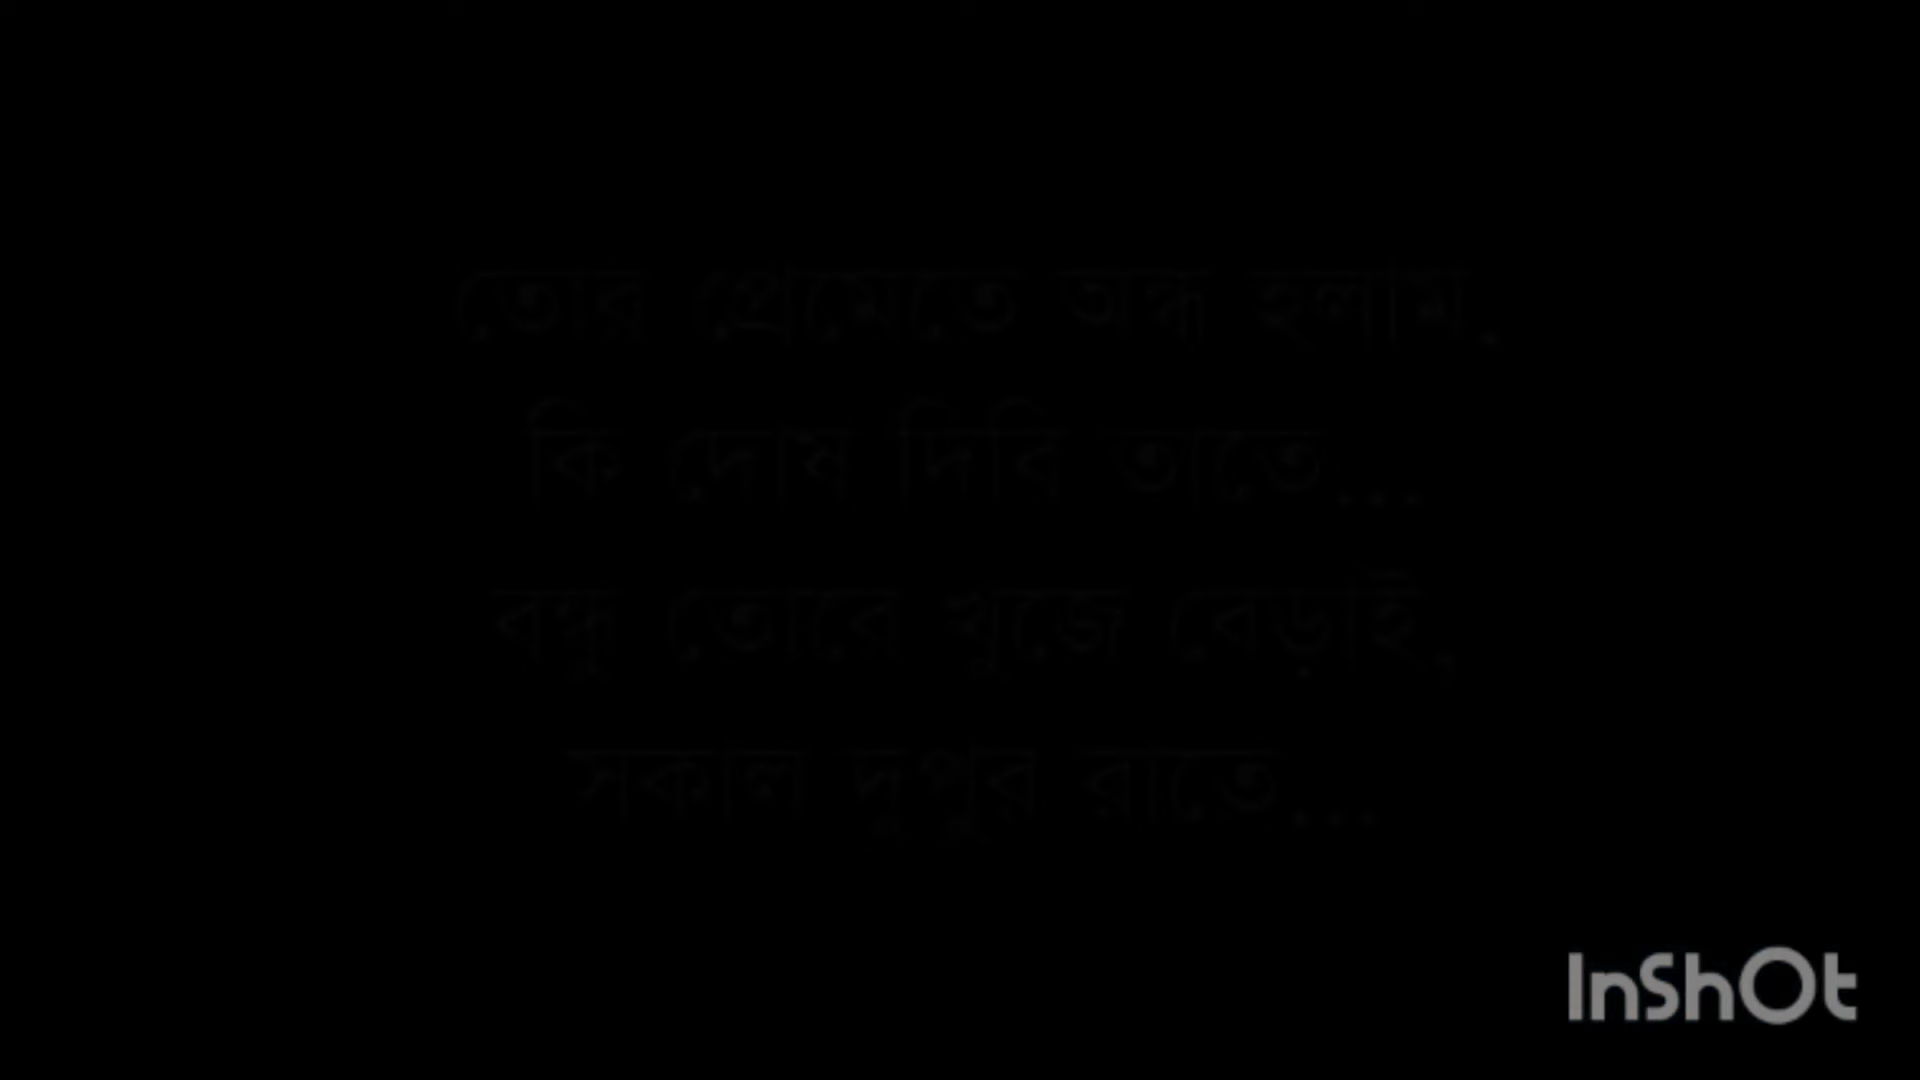 তোর প্রেমেতে অন্ধ হলাম,
কি দোষ দিবি তাতে...
বন্ধু তোরে খুজে বেড়াই,
সকাল দুপুর রাতে...
InShOt